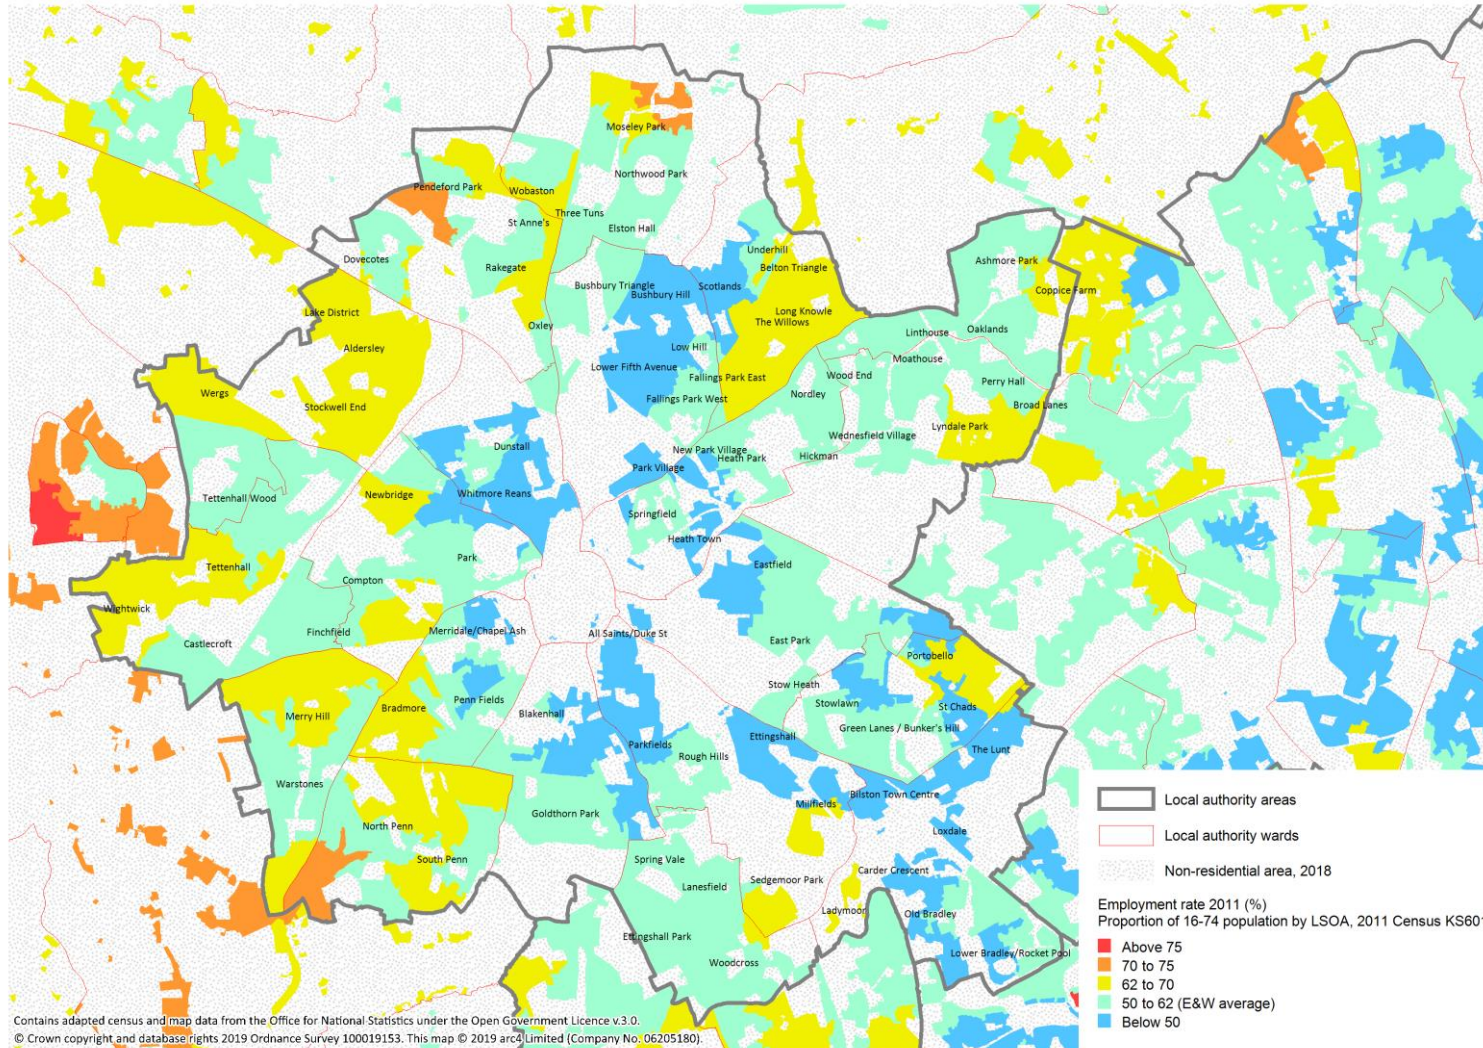 Moseley Park
Northwood Park
Pendeford Park
Wobaston
Three Tuns
St Anne's
Elston Hall
Dovecotes
Rakegate
Underhill
Belton Triangle
Ashmore Park
Coppice Farm
Bushbury Triangle
Bushbury Hill
Scotlands
Lake District
Long Knowle
The Willows
Oxley
Linthouse
Oaklands
Aldersley
Low Hill
Moathouse
Lower Fifth Avenue
Fallings Park East
Wood End
Perry Hall
Wergs
Stockwell End
Fallings Park West
Nordley
Broad Lanes
Lyndale Park
Dunstall
Wednesfield Village
New Park Village
Heath Park
Hickman
Park Village
Tettenhall Wood
Newbridge
Whitmore Reans
Springfield
Heath Town
Park
Tettenhall
Eastfield
Compton
Wightwick
Castlecroft
Finchfield
Merridale/Chapel Ash
All Saints/Duke St
East Park
Portobello
Stow Heath
Penn Fields
Stowlawn
St Chads
Merry Hill
Bradmore
Blakenhall
Green Lanes / Bunker's Hill
Ettingshall
Parkfields
The Lunt
Rough Hills
Warstones
Bilston Town Centre
Millfields
Goldthorn Park
North Penn
Loxdale
South Penn
Spring Vale
Carder Crescent
Sedgemoor Park
Lanesfield
Ladymoor
Old Bradley
Ettingshall Park
Lower Bradley/Rocket Pool
Woodcross
Local authority areas
Local authority wards
Non-residential area, 2018
Employment rate 2011 (%)
Proportion of 16-74 population by LSOA, 2011 Census KS601
Above 75
70 to 75
62 to 70
50 to 62 (E&W average)
Below 50
Contains adapted census and map data from the Office for National Statistics under the Open Government Licence v.3.0.
© Crown copyright and database rights 2019 Ordnance Survey 100019153. This map © 2019 arc4 Limited (Company No. 06205180).